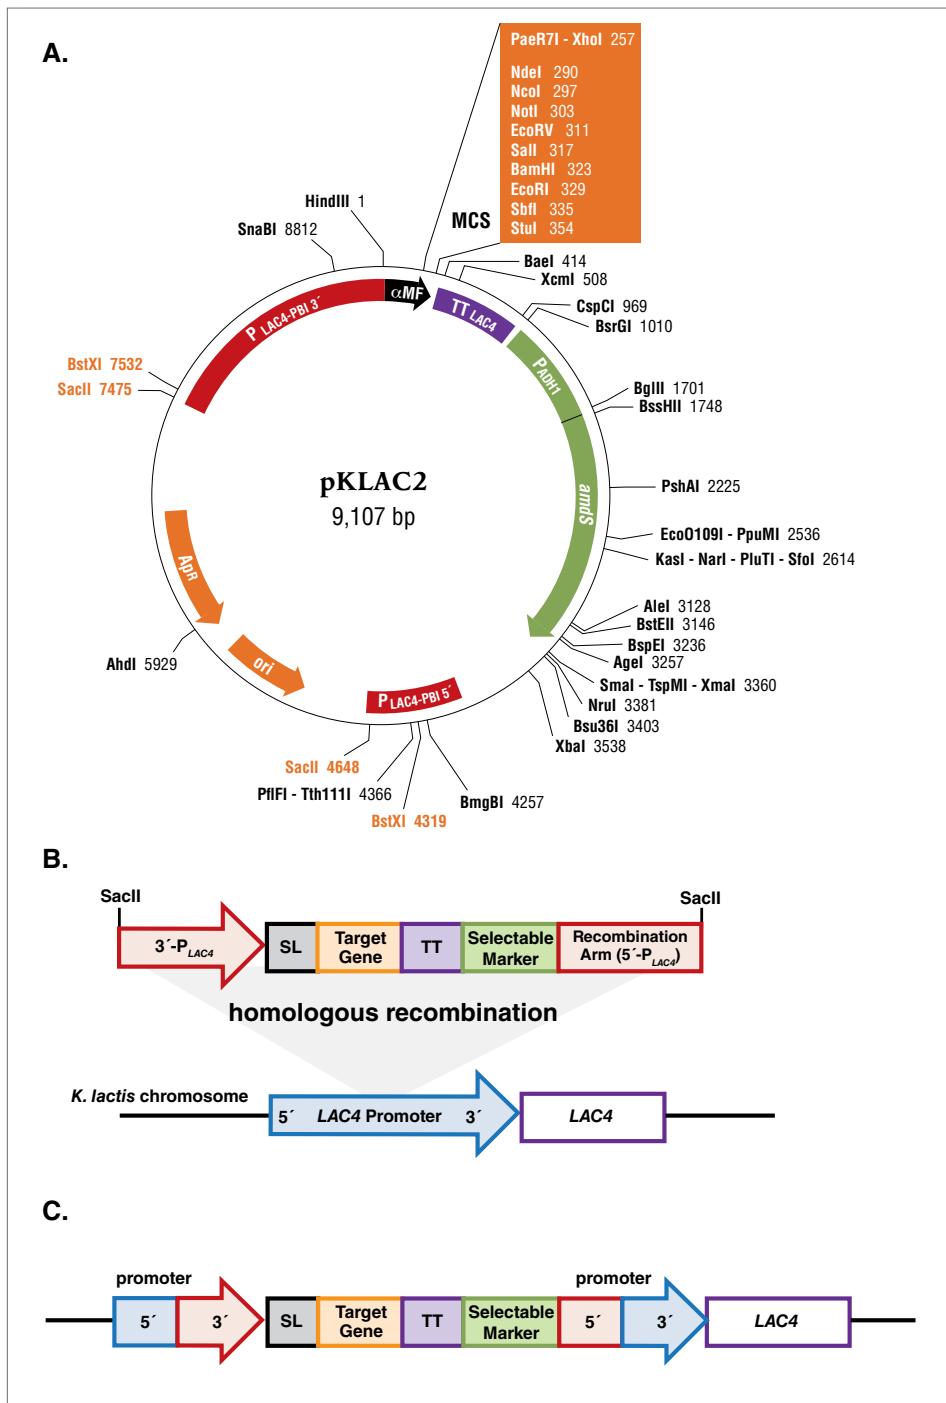 A.
PaeR7I - XhoI 257
NdeI 290
NcoI 297
NotI 303
EcoRV 311
SalI 317
BamHI 323
EcoRI 329
SbfI 335
StuI 354
MCS
HindIII 1
SnaBI 8812
BaeI 414
XcmI 508
CspCI 969
BsrGI 1010
BglII 1701
BssHII 1748
PshAI 2225
EcoO109I - PpuMI 2536
KasI - NarI - PluTI - SfoI 2614
AleI 3128
BstEII 3146
BspEI 3236
AgeI 3257
SmaI - TspMI - XmaI 3360
NruI 3381
Bsu36I 3403
XbaI 3538
BmgBI 4257
BstXI 4319
PflFI - Tth111I 4366
SacII 4648
AhdI 5929
SacII 7475
BstXI 7532
P LAC4-PBI 3´
αMF
TT LAC4
PADH1
amdS
P LAC4-PBI 5´
ori
ApR
pKLAC2
9,107 bp
B.
SacII
SacII
3´-PLAC4
SL
Target
Gene
TT
Selectable
Marker
Recombination
Arm (5´-PLAC4)
homologous recombination
K. lactis chromosome
5´ LAC4 Promoter 3´
LAC4
C.
promoter
promoter
5´
3´
SL
Target
Gene
TT
Selectable
Marker
5´
3´
LAC4